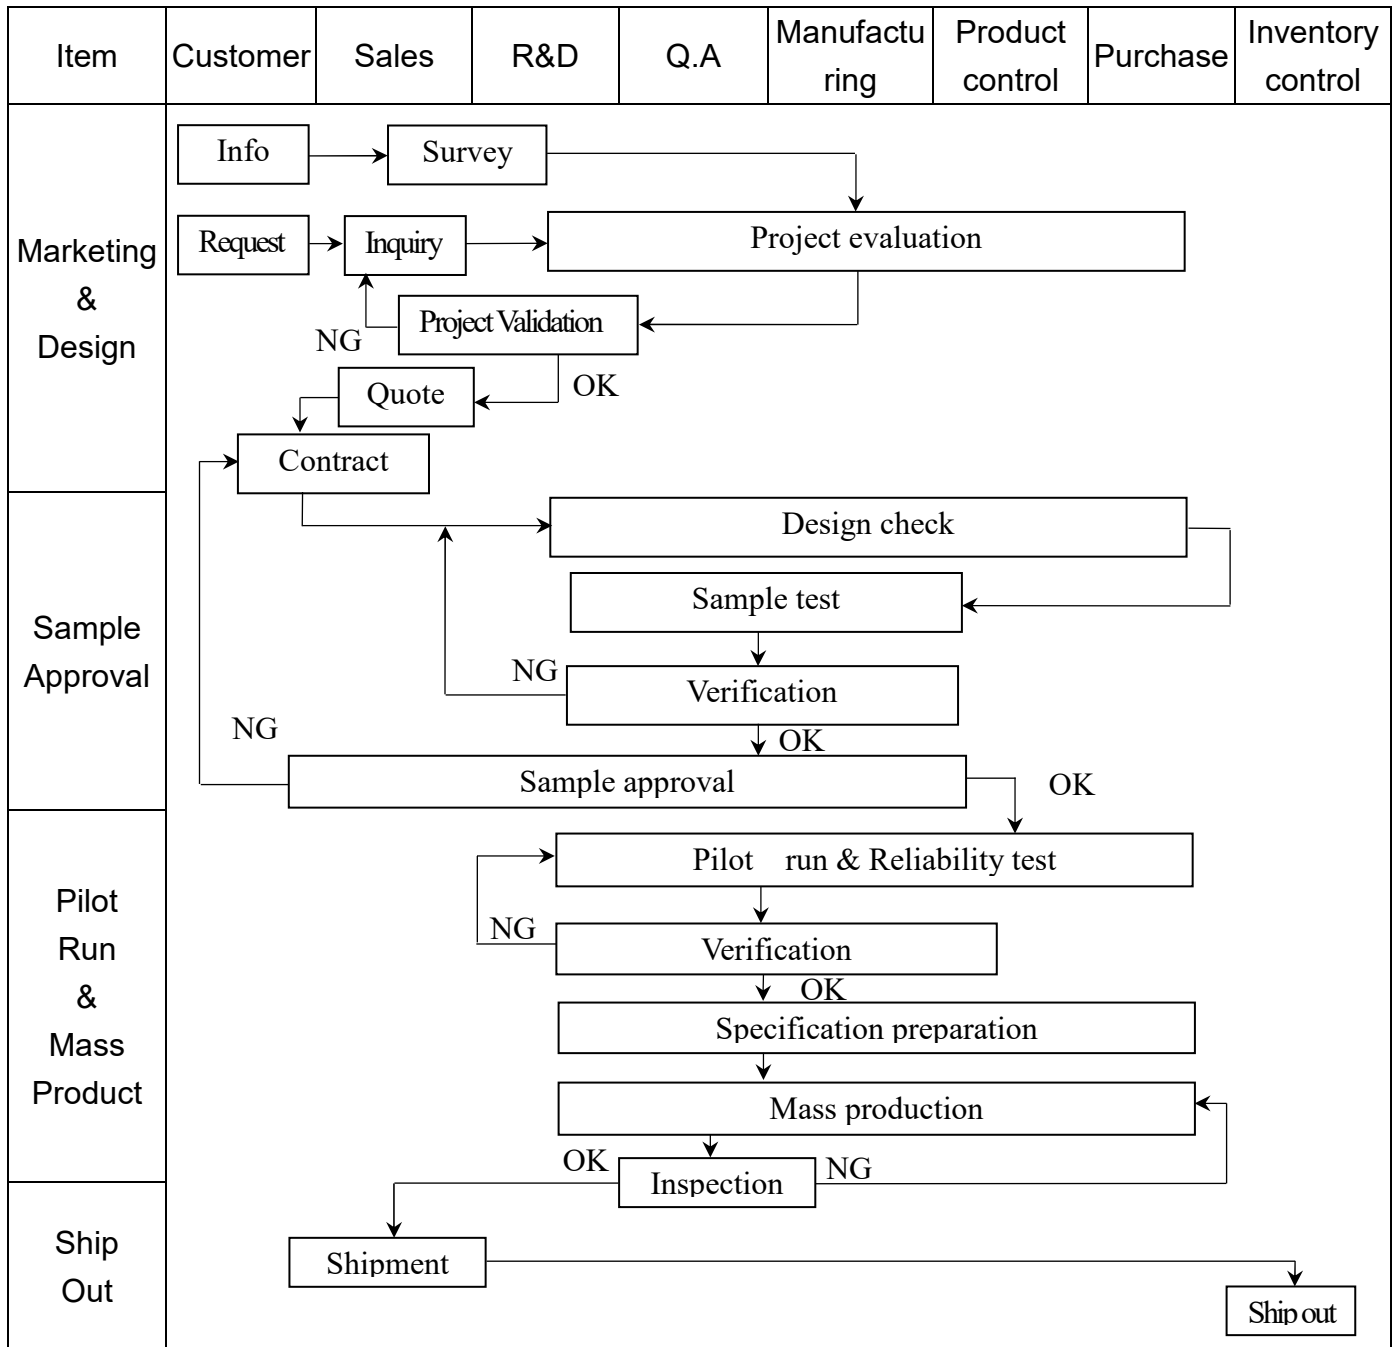 Item
Customer
Sales
R&D
Q.A
Manufactu
ring
Product
control
Purchase
Inventory
control
Marketing
&
Design
Info
Survey
Request
Inquiry
Project evaluation
NG
Project Validation
OK
Quote
Contract
Sample
Approval
Design check
Sample test
NG
Verification
NG
OK
Sample approval
OK
Pilot
Run
&
Mass
Product
Pilot run & Reliability test
NG
Verification
OK
Specification preparation
Mass production
OK
Inspection
NG
Ship
Out
Shipment
Ship out